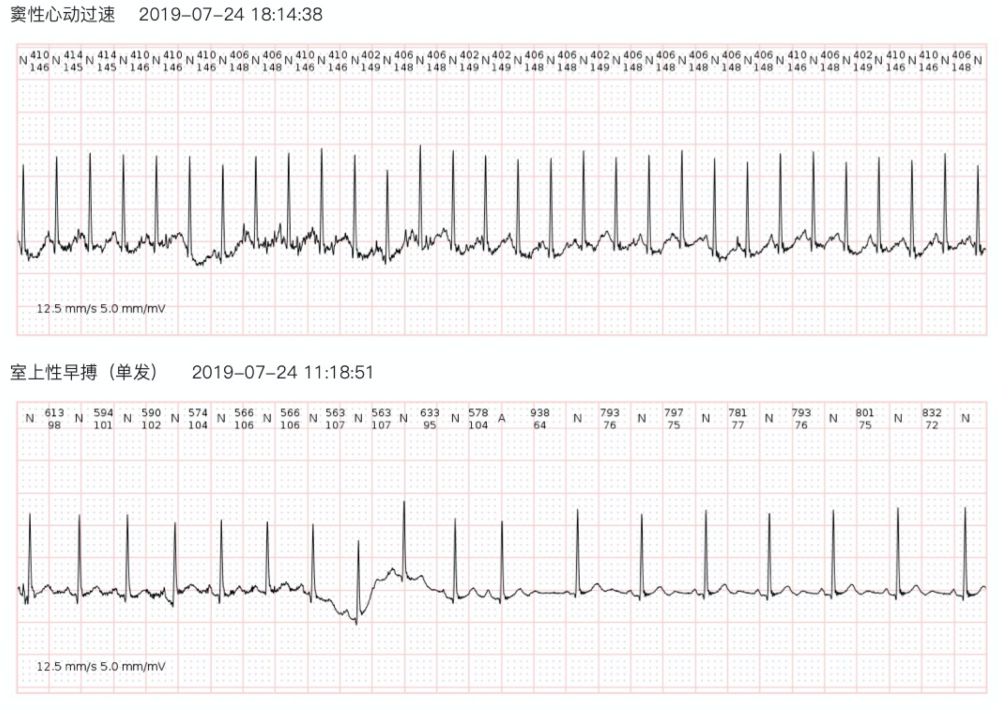 窦性心动过速 2019-07-24 18:14:38
N 410 N 414 N 414 N 410 N 410 N 410 N 406 N 406 N 410 N 410 N 402 N 406 N 406 N 402 N 402 N 406 N 406 N 402 N 406 N 406 N 406 N 406 N 406 N 410 N 406 N 410 N 410 N 410 N 406 N
146 145 145 146 146 146 148 148 146 146 149 148 148 149 149 148 148 149 148 148 148 148 148 146 148 146 146 146 148
12.5 mm/s 5.0 mm/mV
室上性早搏（单发） 2019-07-24 11:18:51
N 613 N 594 N 590 N 574 N 566 N 566 N 563 N 563 N 633 N 578 A 938 N 793 N 797 N 781 N 793 N 801 N 832 N
98 101 102 104 106 106 107 107 95 104 64 76 75 77 76 75 72
12.5 mm/s 5.0 mm/mV